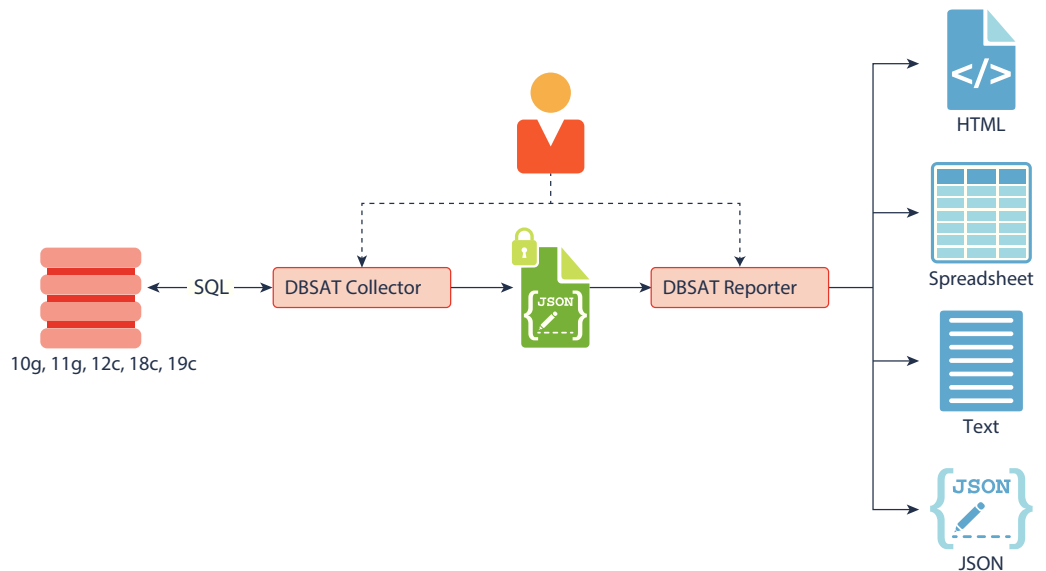 </>
HTML
Spreadsheet
SQL
DBSAT Collector
JSON
DBSAT Reporter
10g, 11g, 12c, 18c, 19c
Text
{JSON}
JSON